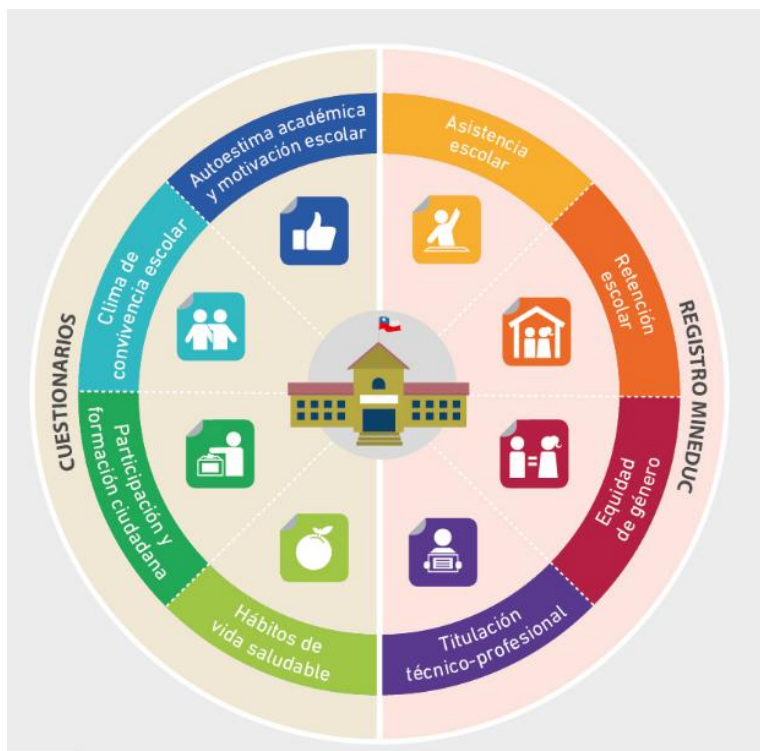 CUESTIONARIOS
Autoestima académica
y motivación escolar
Clima de
convivencia escolar
Participación y
formación ciudadana
Hábitos de
vida saludable
REGISTRO MINEDUC
Asistencia
escolar
Retención
escolar
Equidad
de género
Titulación
técnico-profesional